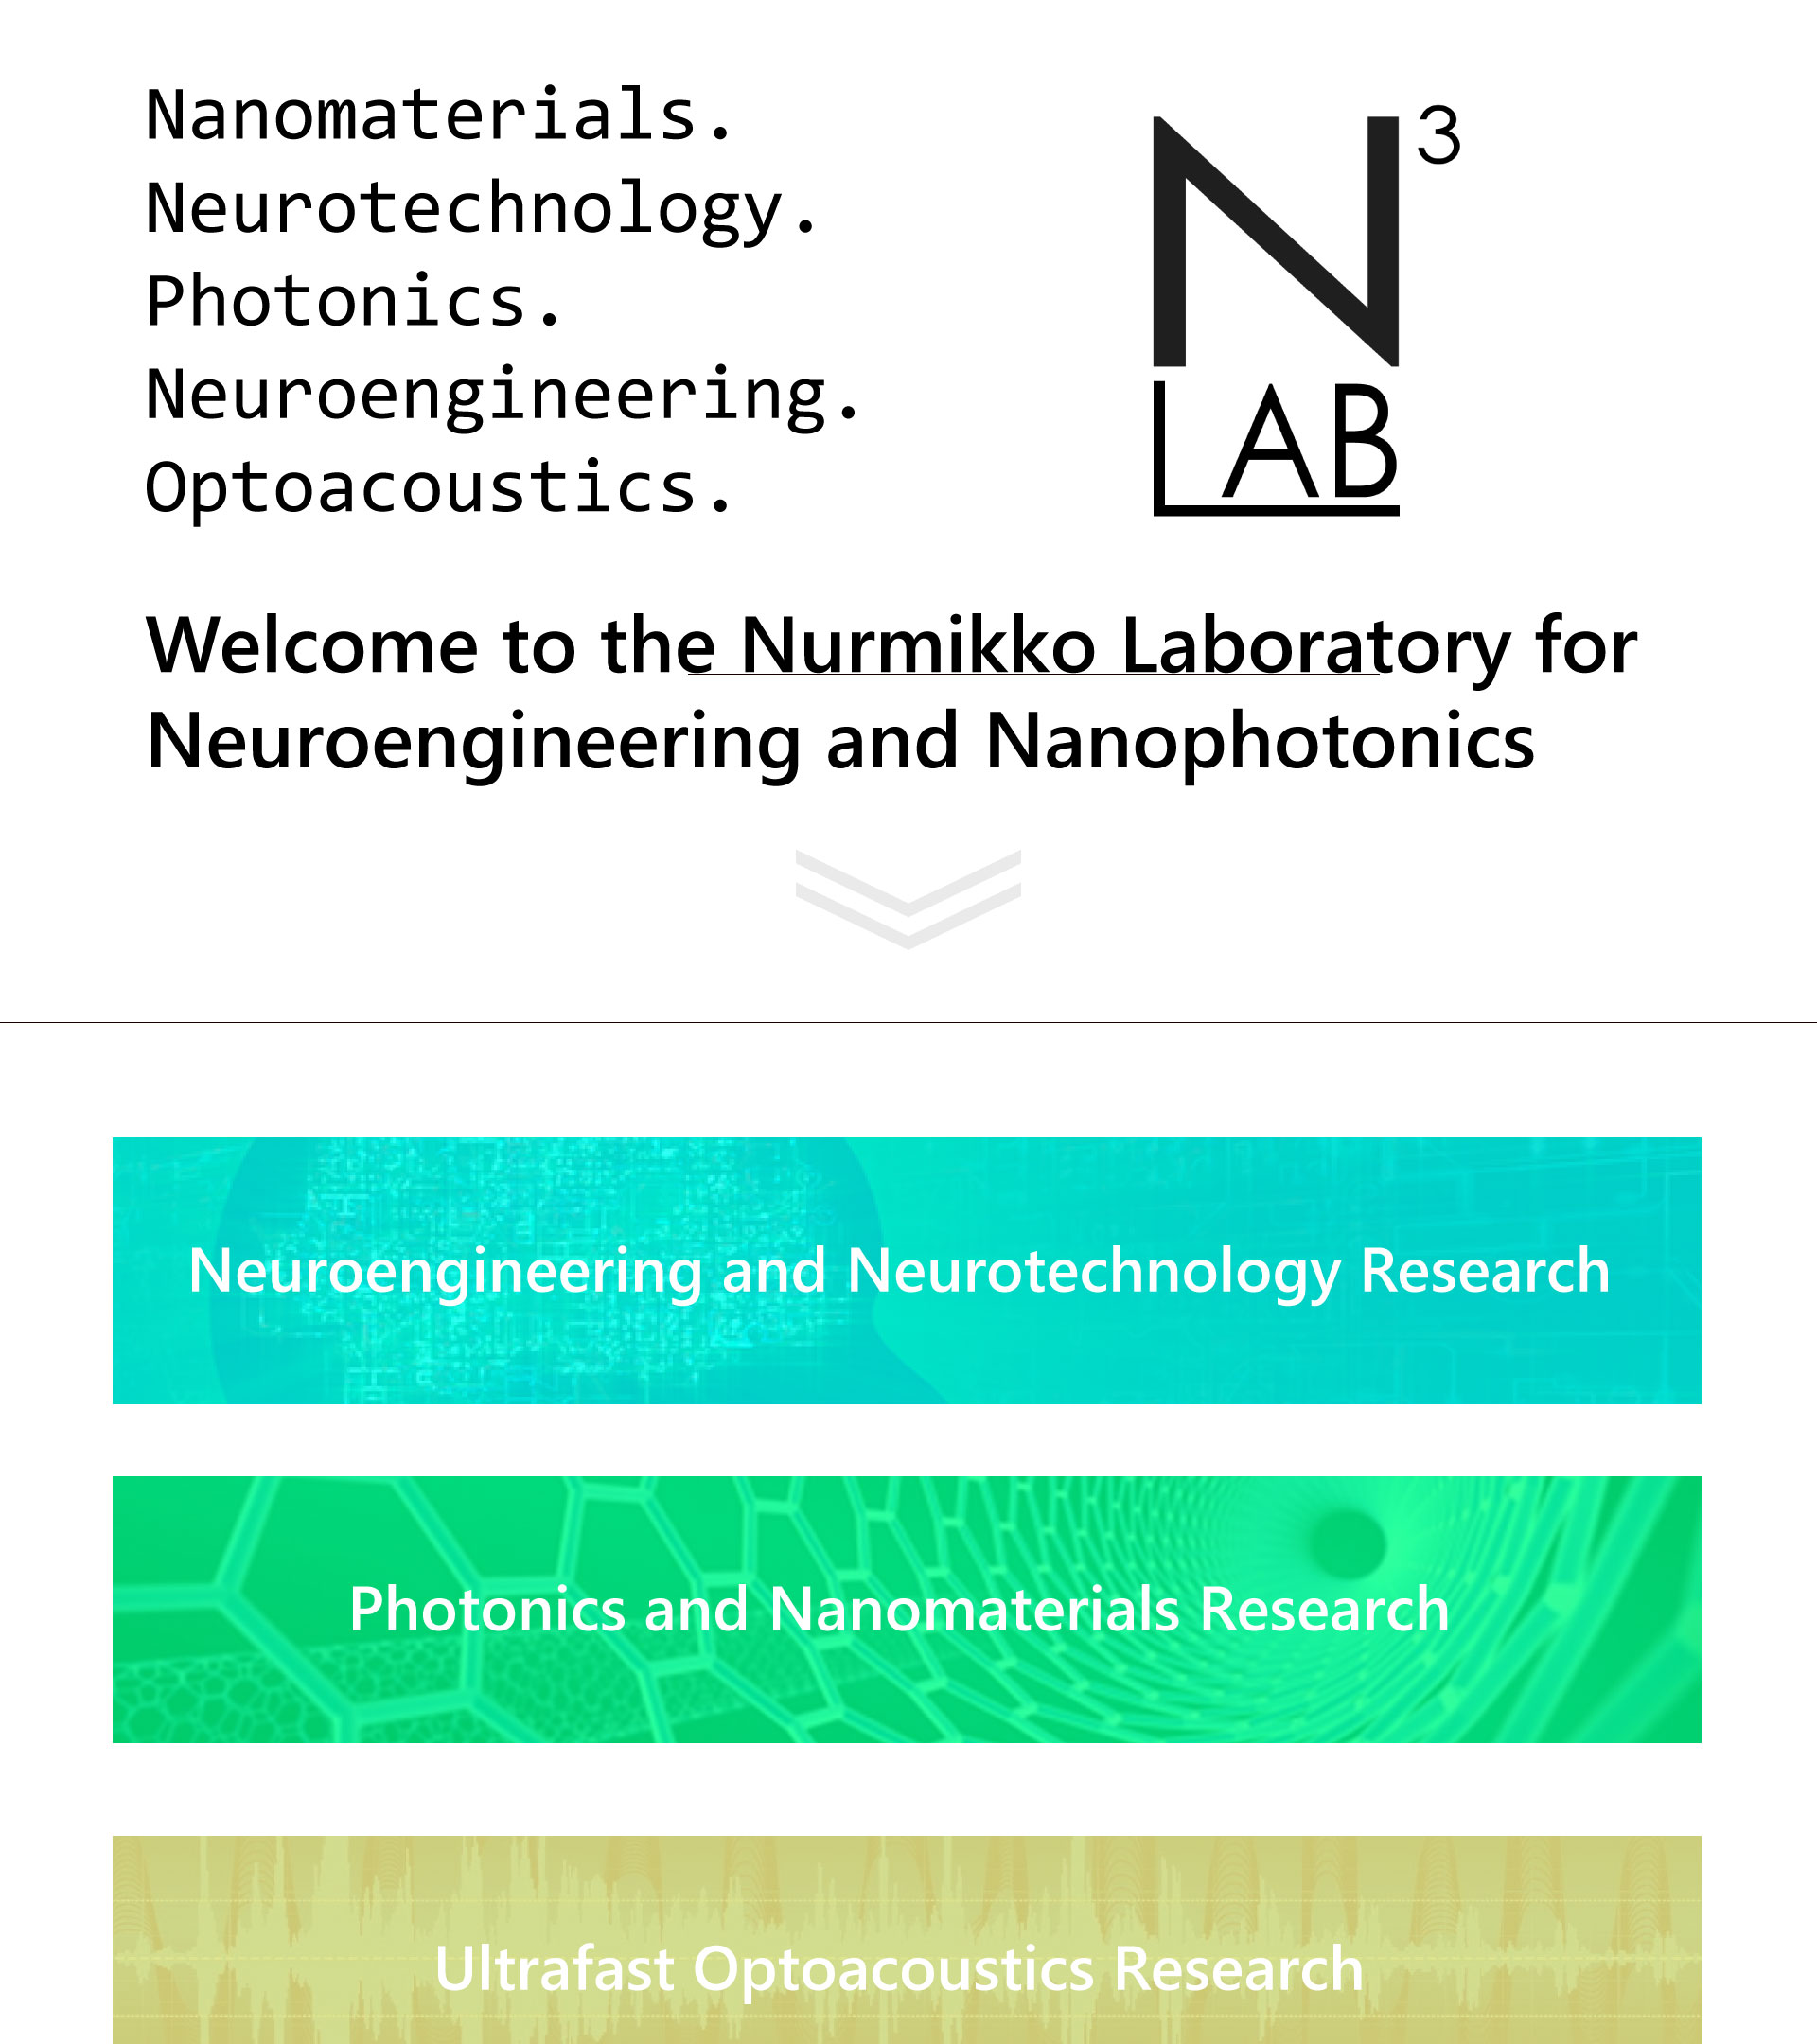 Nanomaterials.
Neurotechnology.
Photonics.
Neuroengineering.
Optoacoustics.
N³
LAB
Welcome to the Nurmikko Laboratory for
Neuroengineering and Nanophotonics
Neuroengineering and Neurotechnology Research
Photonics and Nanomaterials Research
Ultrafast Optoacoustics Research